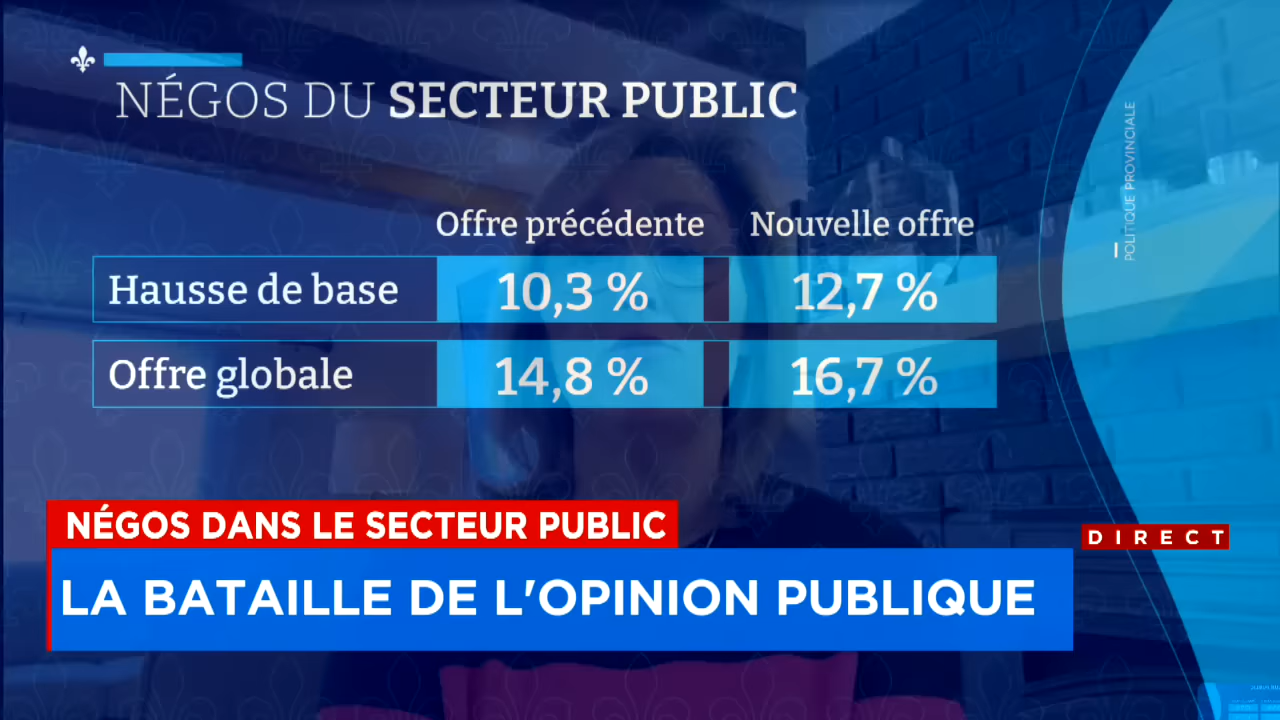 NÉGOS DU SECTEUR PUBLIC
POLITIQUE PROVINCIALE
Offre précédente Nouvelle offre
Hausse de base 10,3 % 12,7 %
Offre globale 14,8 % 16,7 %
NÉGOS DANS LE SECTEUR PUBLIC
DIRECT
LA BATAILLE DE L'OPINION PUBLIQUE